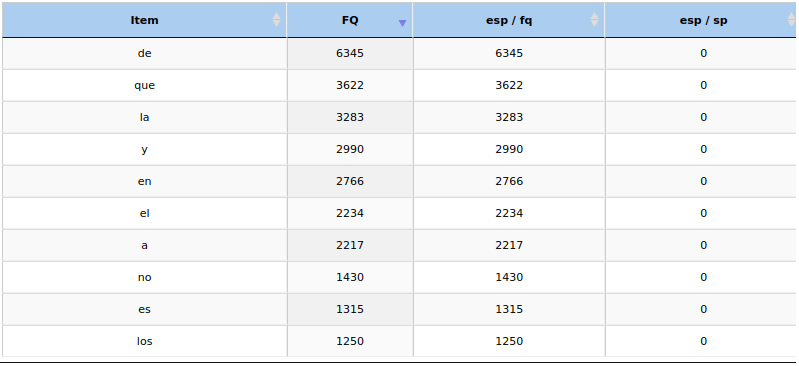 Item FQ esp / fq esp / sp
de 6345 6345 0
que 3622 3622 0
la 3283 3283 0
y 2990 2990 0
en 2766 2766 0
el 2234 2234 0
a 2217 2217 0
no 1430 1430 0
es 1315 1315 0
los 1250 1250 0